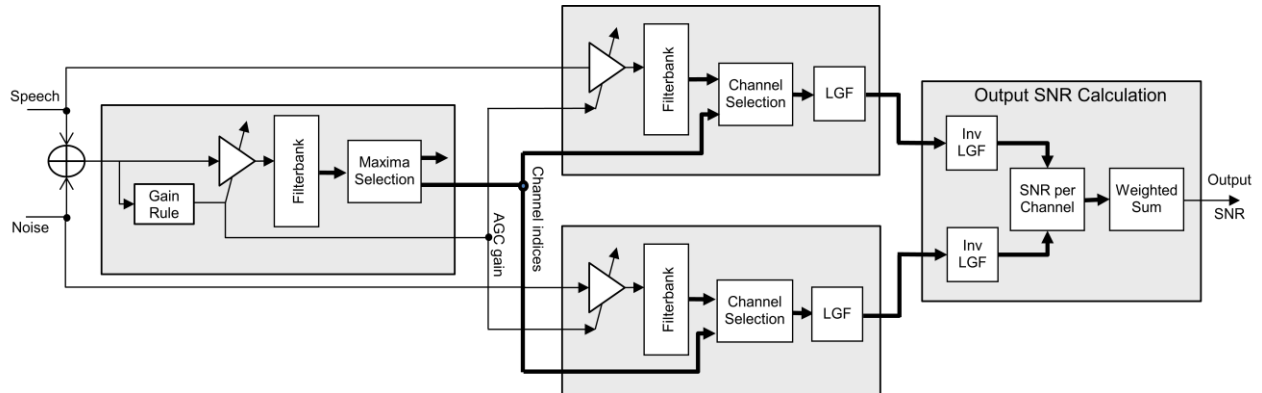 Speech
Noise
Gain
Rule
Filterbank
Maxima
Selection
AGC gain
Channel indices
Filterbank
Channel
Selection
LGF
Filterbank
Channel
Selection
LGF
Output SNR Calculation
Inv
LGF
SNR per
Channel
Weighted
Sum
Inv
LGF
Output
SNR